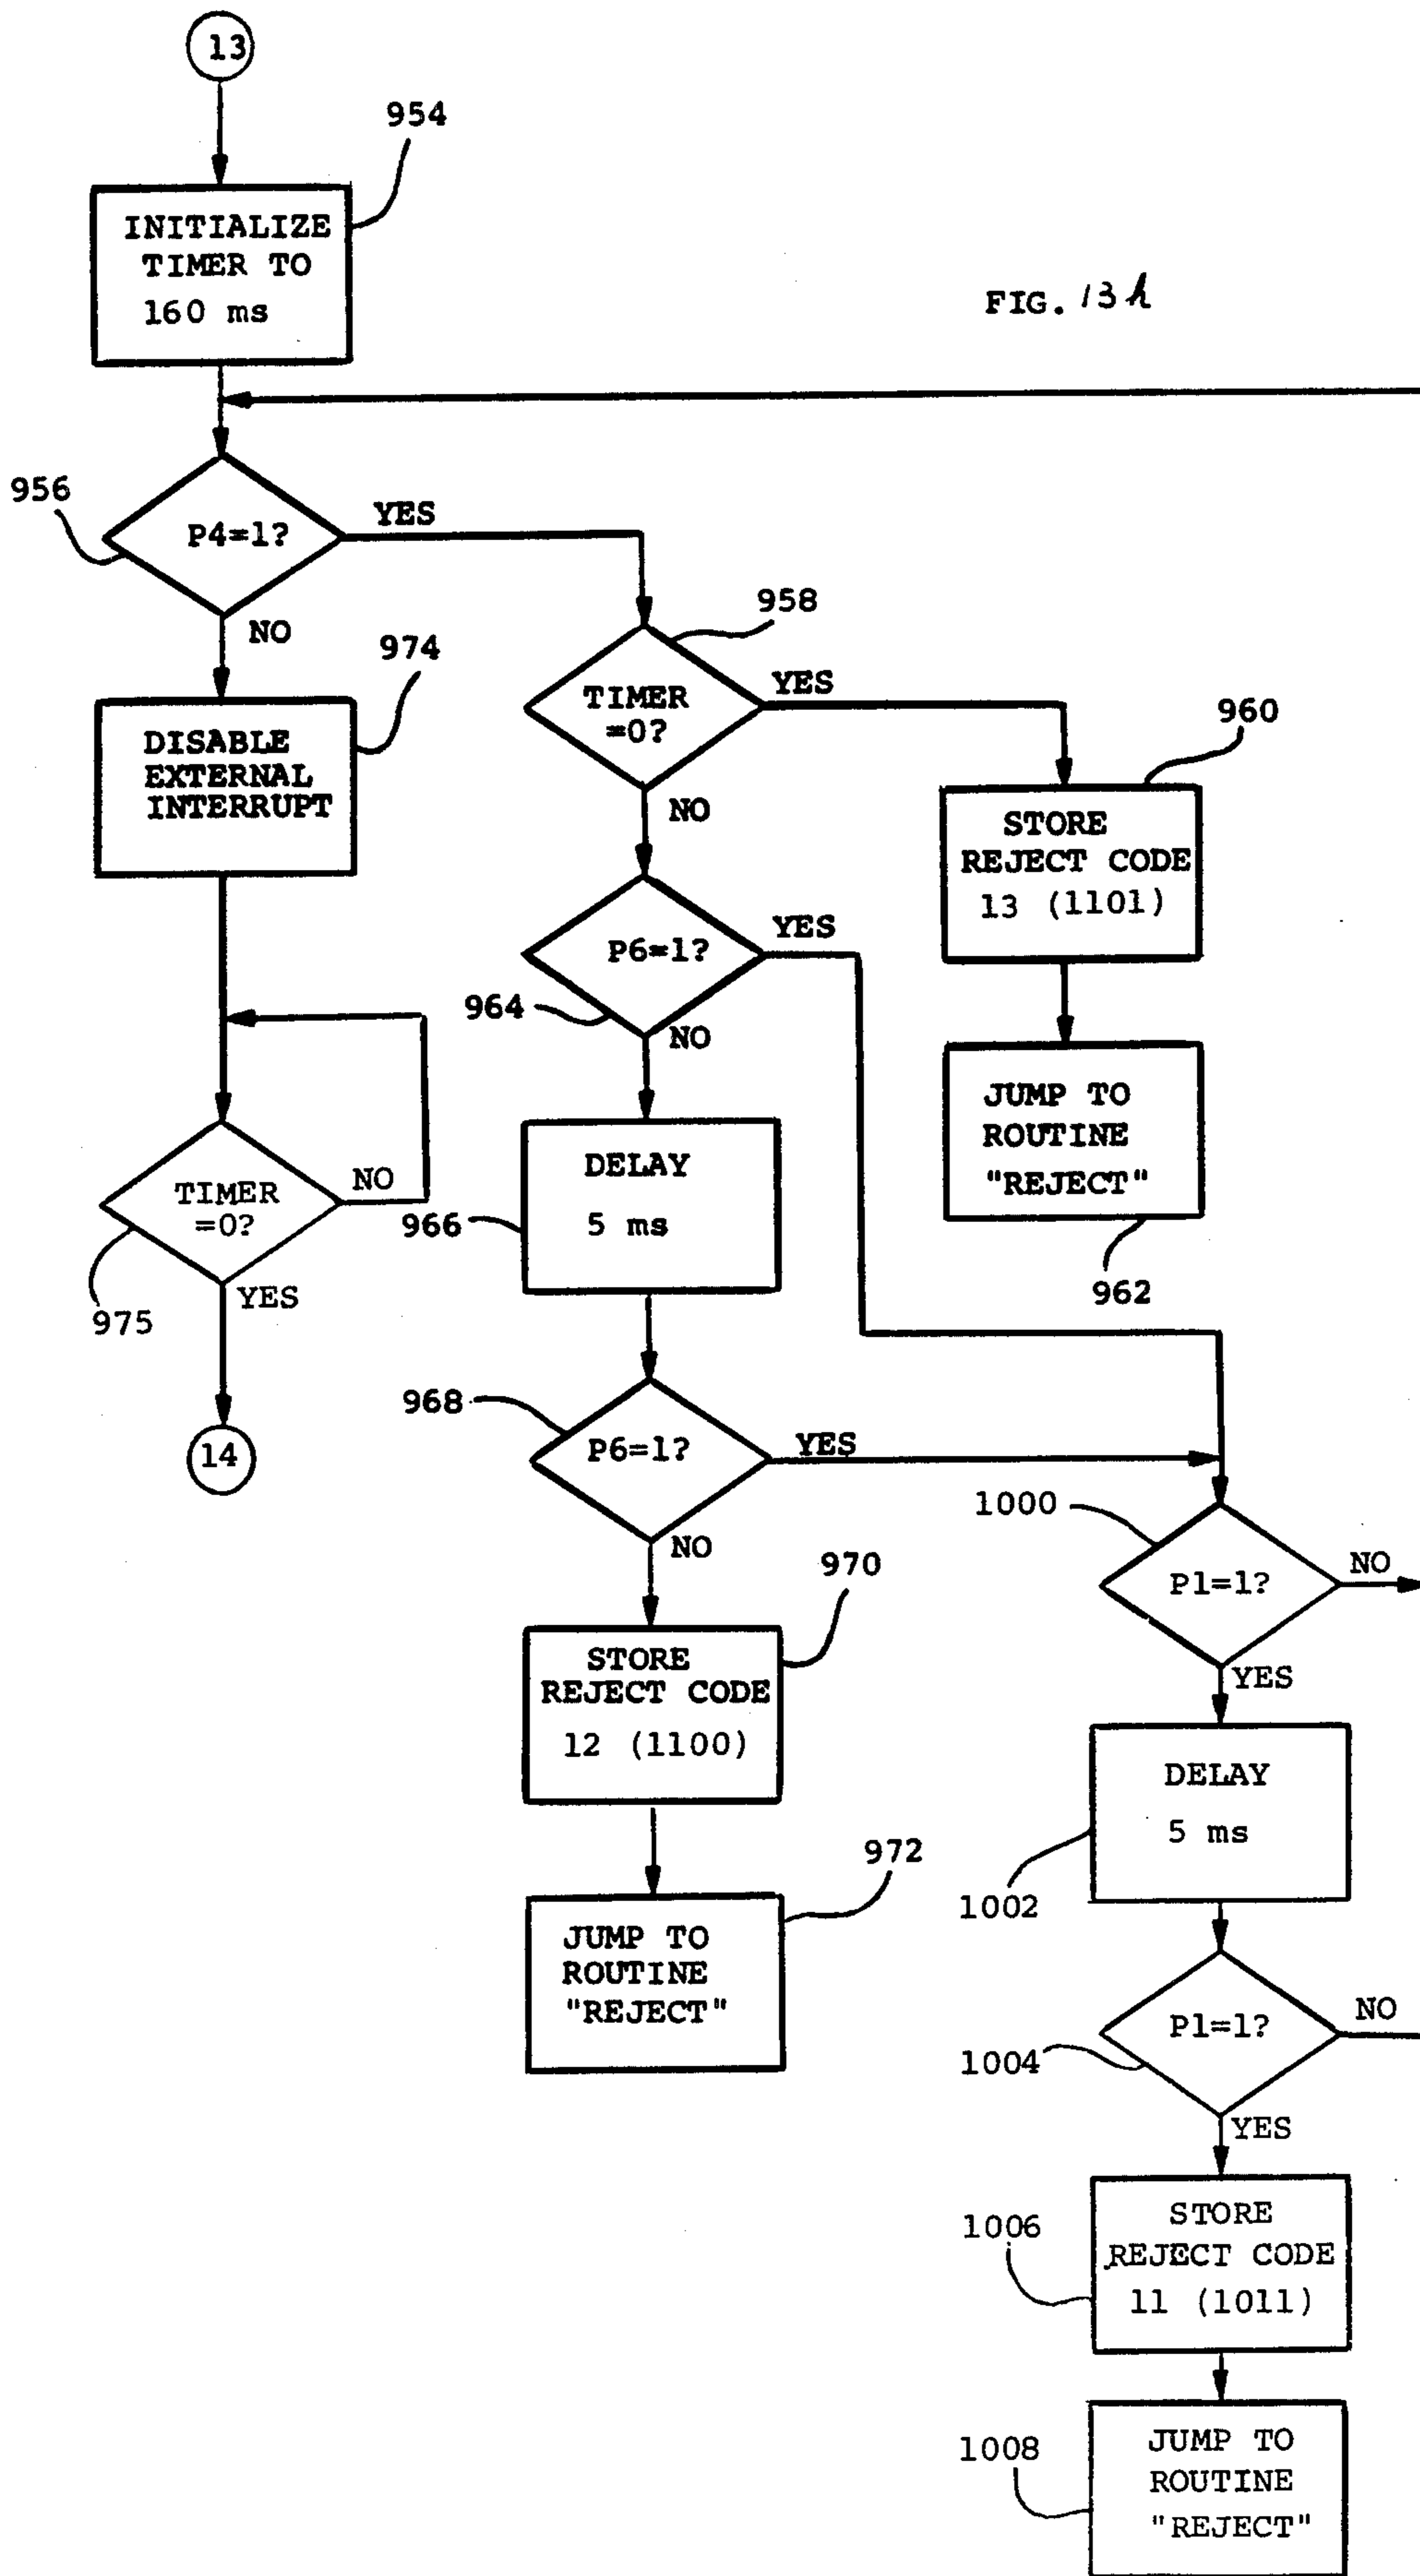 13
954
INITIALIZE
TIMER TO
160 ms
FIG. 13h
956
P4=1?
YES
NO
958
974
TIMER
=0?
YES
NO
960
DISABLE
EXTERNAL
INTERRUPT
STORE
REJECT CODE
13 (1101)
P6=1?
YES
964
NO
JUMP TO
ROUTINE
"REJECT"
962
DELAY
5 ms
966
TIMER
=0?
NO
975
YES
14
968
P6=1?
YES
NO
1000
P1=1?
NO
YES
970
STORE
REJECT CODE
12 (1100)
DELAY
5 ms
1002
972
JUMP TO
ROUTINE
"REJECT"
P1=1?
NO
1004
YES
1006
STORE
REJECT CODE
11 (1011)
1008
JUMP TO
ROUTINE
"REJECT"